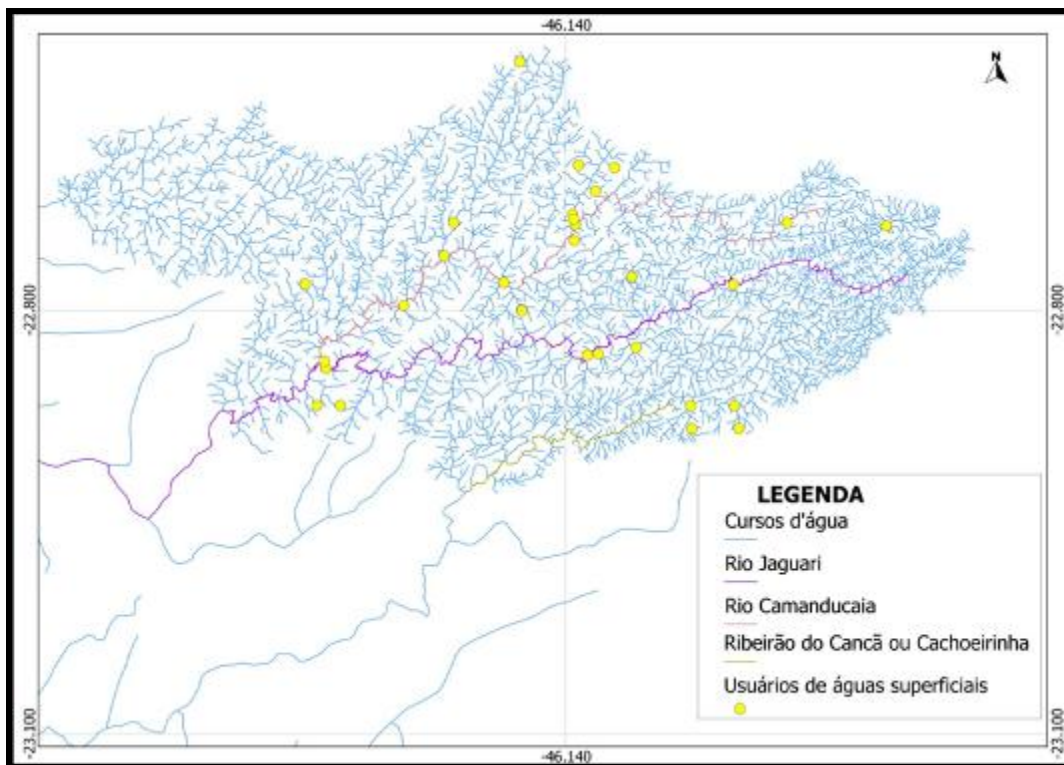 -46.140
N
-22.800
-22.800
LEGENDA
Cursos d'água
Rio Jaguari
Rio Camanducaia
Ribeirão do Cancã ou Cachoeirinha
Usuários de águas superficiais
-23.100
-23.100
-46.140